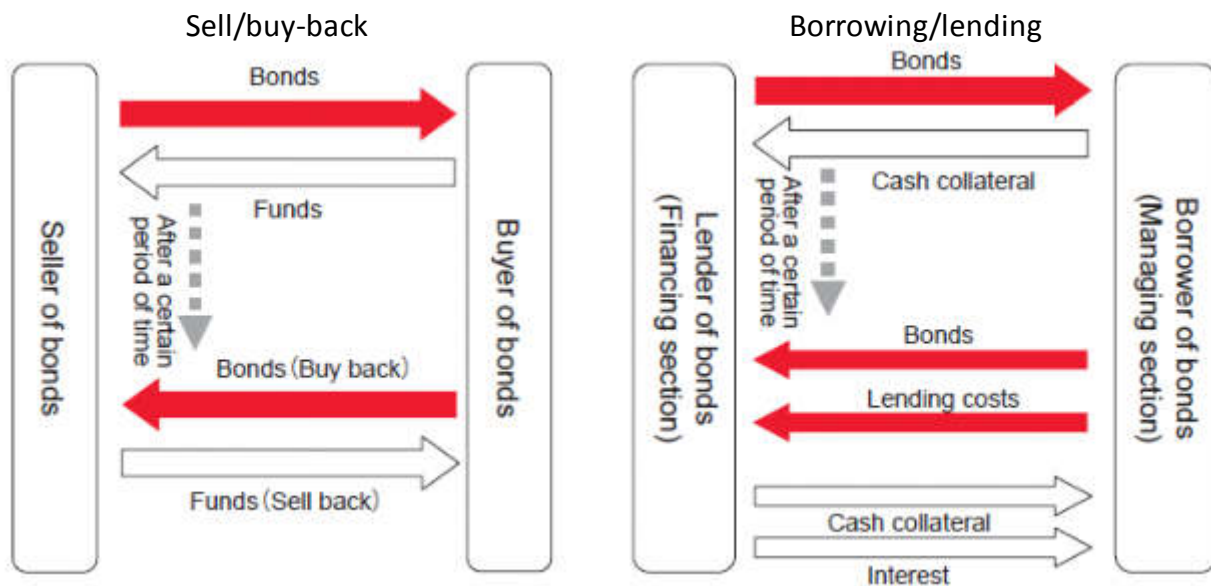 Sell/buy-back
Bonds
Funds
After a certain
period of time
Seller of bonds
Buyer of bonds
Bonds（Buy back）
Funds（Sell back）
Borrowing/lending
Bonds
Cash collateral
After a certain
period of time
Lender of bonds
(Financing section)
Borrower of bonds
(Managing section)
Bonds
Lending costs
Cash collateral
Interest